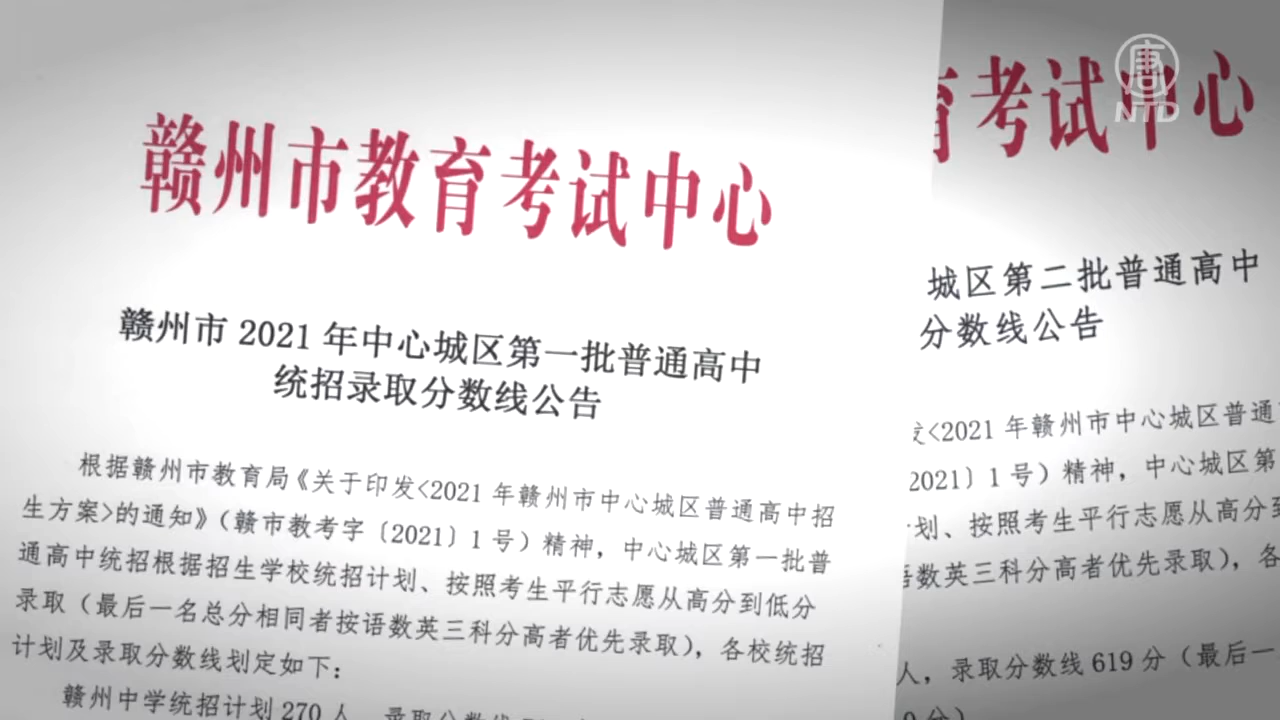 赣州市教育考试中心
赣州市 2021 年中心城区第一批普通高中
统招录取分数线公告
根据赣州市教育局《关于印发<2021 年赣州市中心城区普通高中招
生方案>的通知》（赣市教考字〔2021〕1 号）精神，中心城区第一批普
通高中统招根据招生学校统招计划、按照考生平行志愿从高分到低分
录取（最后一名总分相同者按语数英三科分高者优先录取），各校统招
计划及录取分数线划定如下：
赣州中学统招计划 270 人
育考试中心
城区第二批普通高中
分数线公告
发<2021 年赣州市中心城区普通
2021〕1 号）精神，中心城区第
划、按照考生平行志愿从高分到
语数英三科分高者优先录取），各
人，录取分数线 619 分（最后一
分）
唐
NTD